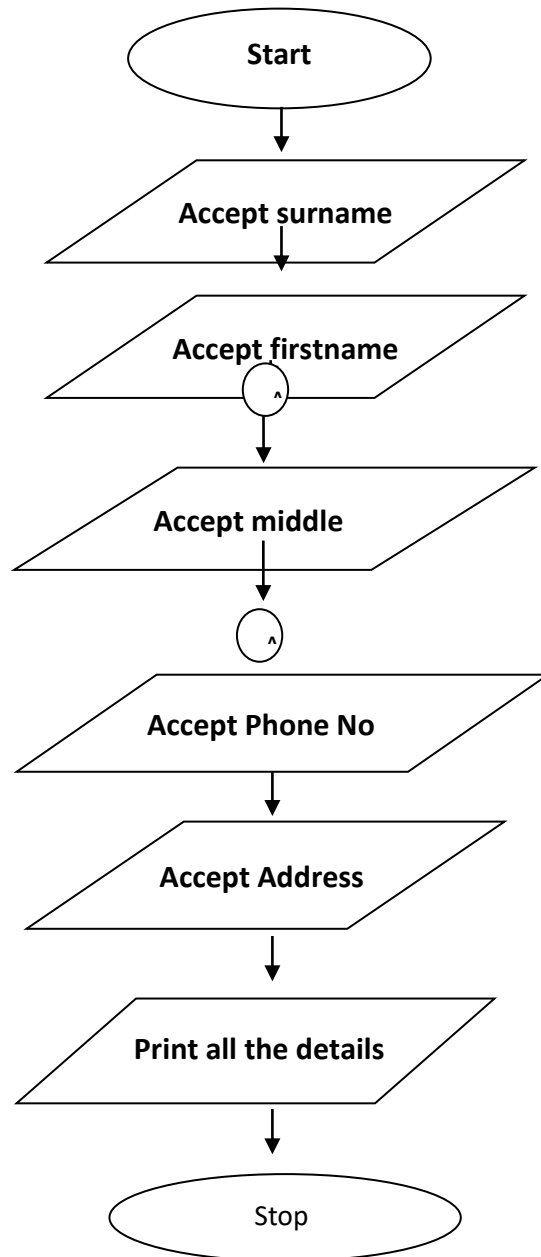 Start
Accept surname
Accept firstname
^
Accept middle
^
Accept Phone No
Accept Address
Print all the details
Stop